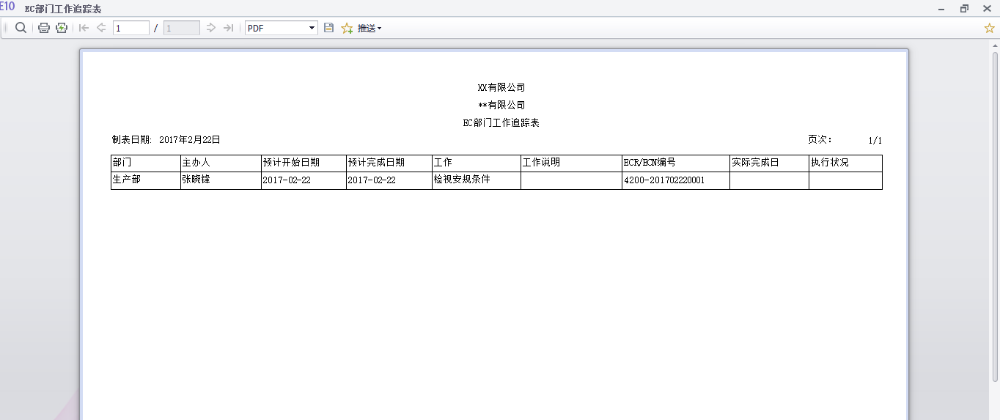 E10 EC部门工作追踪表
1 / 1 PDF 推送
XX有限公司
**有限公司
EC部门工作追踪表
制表日期: 2017年2月22日 页次: 1/1
部门 主办人 预计开始日期 预计完成日期 工作 工作说明 ECR/ECN编号 实际完成日 执行状况
生产部 张晓锋 2017-02-22 2017-02-22 检视安规条件 4200-201702220001